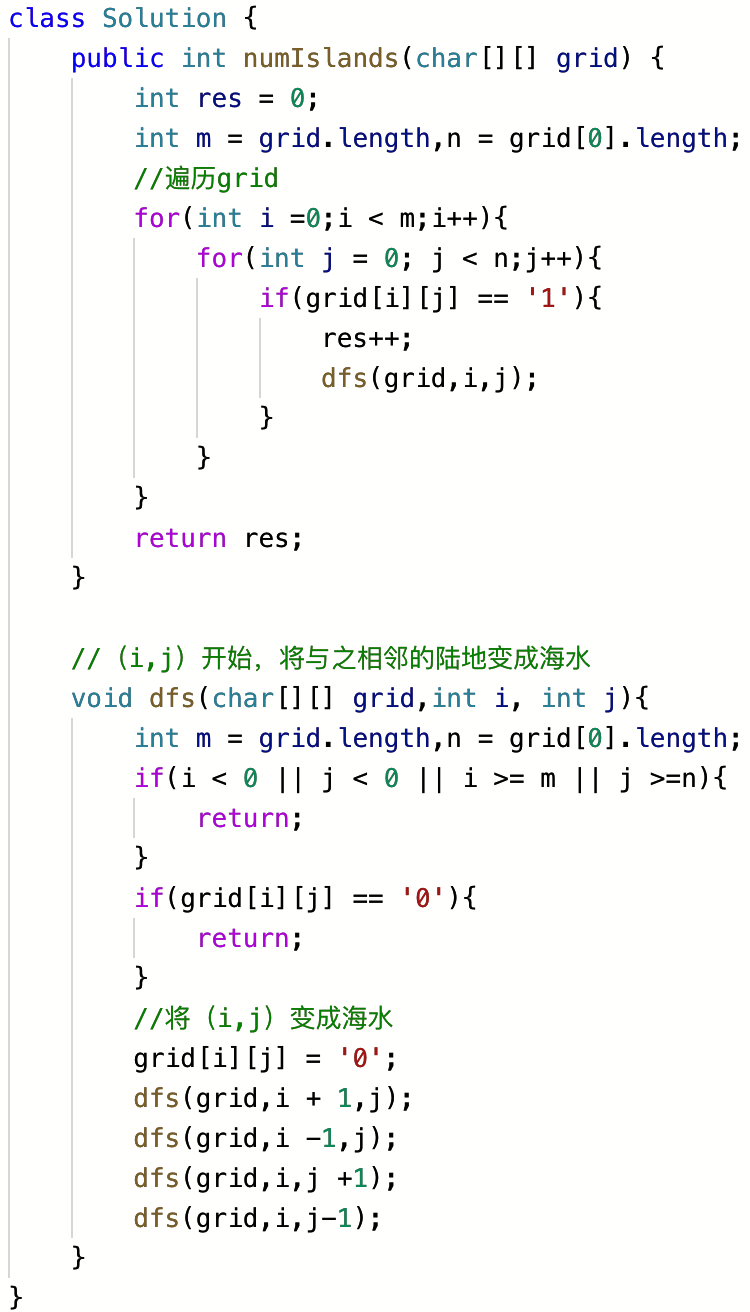 class Solution {
    public int numIslands(char[][] grid) {
        int res = 0;
        int m = grid.length,n = grid[0].length;
        //遍历grid
        for(int i =0;i < m;i++){
            for(int j = 0; j < n;j++){
                if(grid[i][j] == '1'){
                    res++;
                    dfs(grid,i,j);
                }
            }
        }
        return res;
    }

    //（i,j）开始，将与之相邻的陆地变成海水
    void dfs(char[][] grid,int i, int j){
        int m = grid.length,n = grid[0].length;
        if(i < 0 || j < 0 || i >= m || j >=n){
            return;
        }
        if(grid[i][j] == '0'){
            return;
        }
        //将（i,j）变成海水
        grid[i][j] = '0';
        dfs(grid,i + 1,j);
        dfs(grid,i -1,j);
        dfs(grid,i,j +1);
        dfs(grid,i,j-1);
    }
}